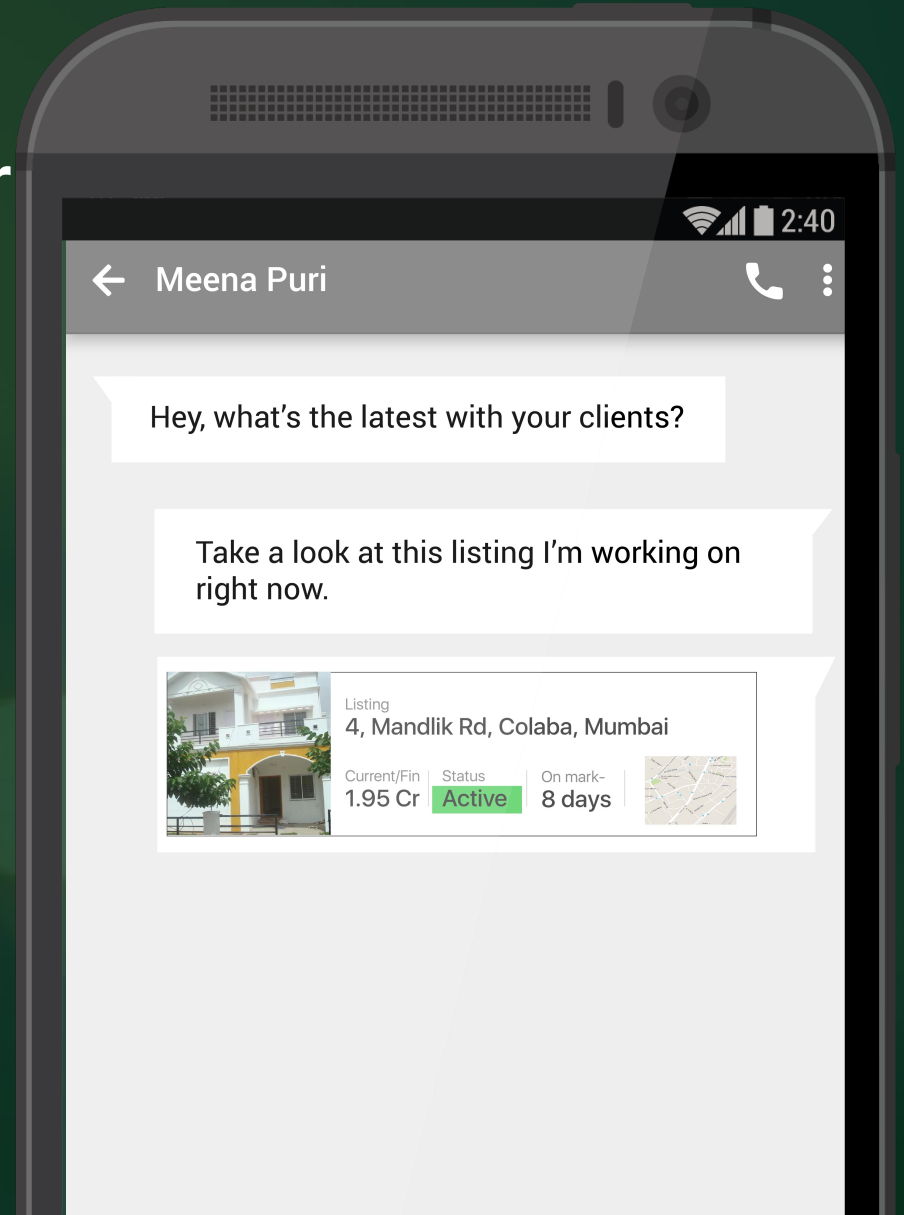 r
2:40
Meena Puri
Hey, what's the latest with your clients?
Take a look at this listing I'm working on
right now.
Listing
4, Mandlik Rd, Colaba, Mumbai
Current/Fin Status On mark-
1.95 Cr Active 8 days